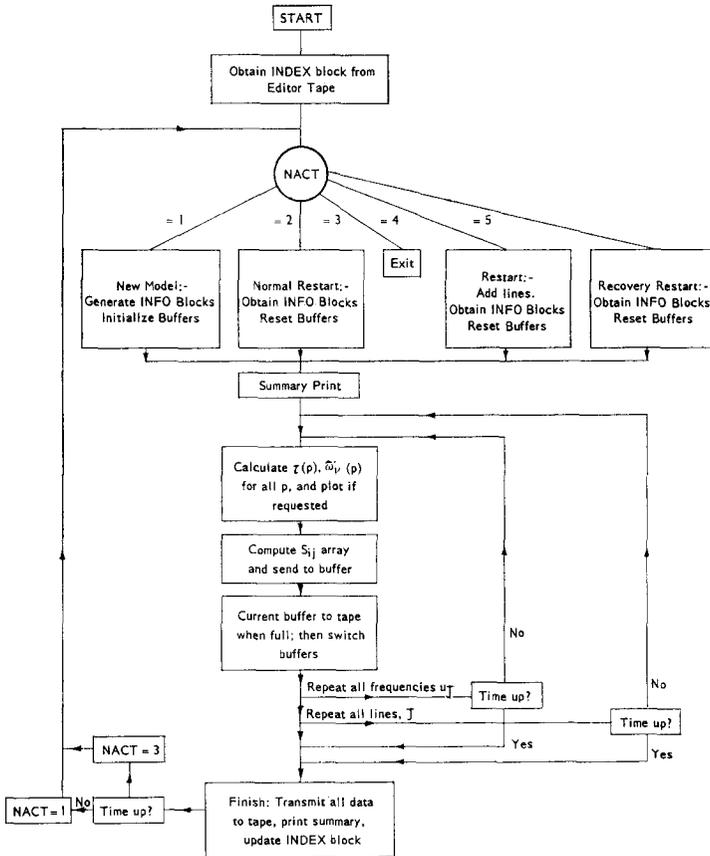 START
Obtain INDEX block from
Editor Tape
NACT
= 1
= 2
= 3
= 4
= 5
New Model:-
Generate INFO Blocks
Initialize Buffers
Normal Restart:-
Obtain INFO Blocks
Reset Buffers
Exit
Restart:-
Add lines.
Obtain INFO Blocks
Reset Buffers
Recovery Restart:-
Obtain INFO Blocks
Reset Buffers
Summary Print
Calculate τ(p), ω̃ν (p)
for all p, and plot if
requested
Compute Sij array
and send to buffer
Current buffer to tape
when full; then switch
buffers
No
No
Repeat all frequencies uJ
Time up?
Repeat all lines, J
Time up?
Yes
Yes
NACT = 3
NACT=1
No
Time up?
Finish: Transmit all data
to tape, print summary,
update INDEX block